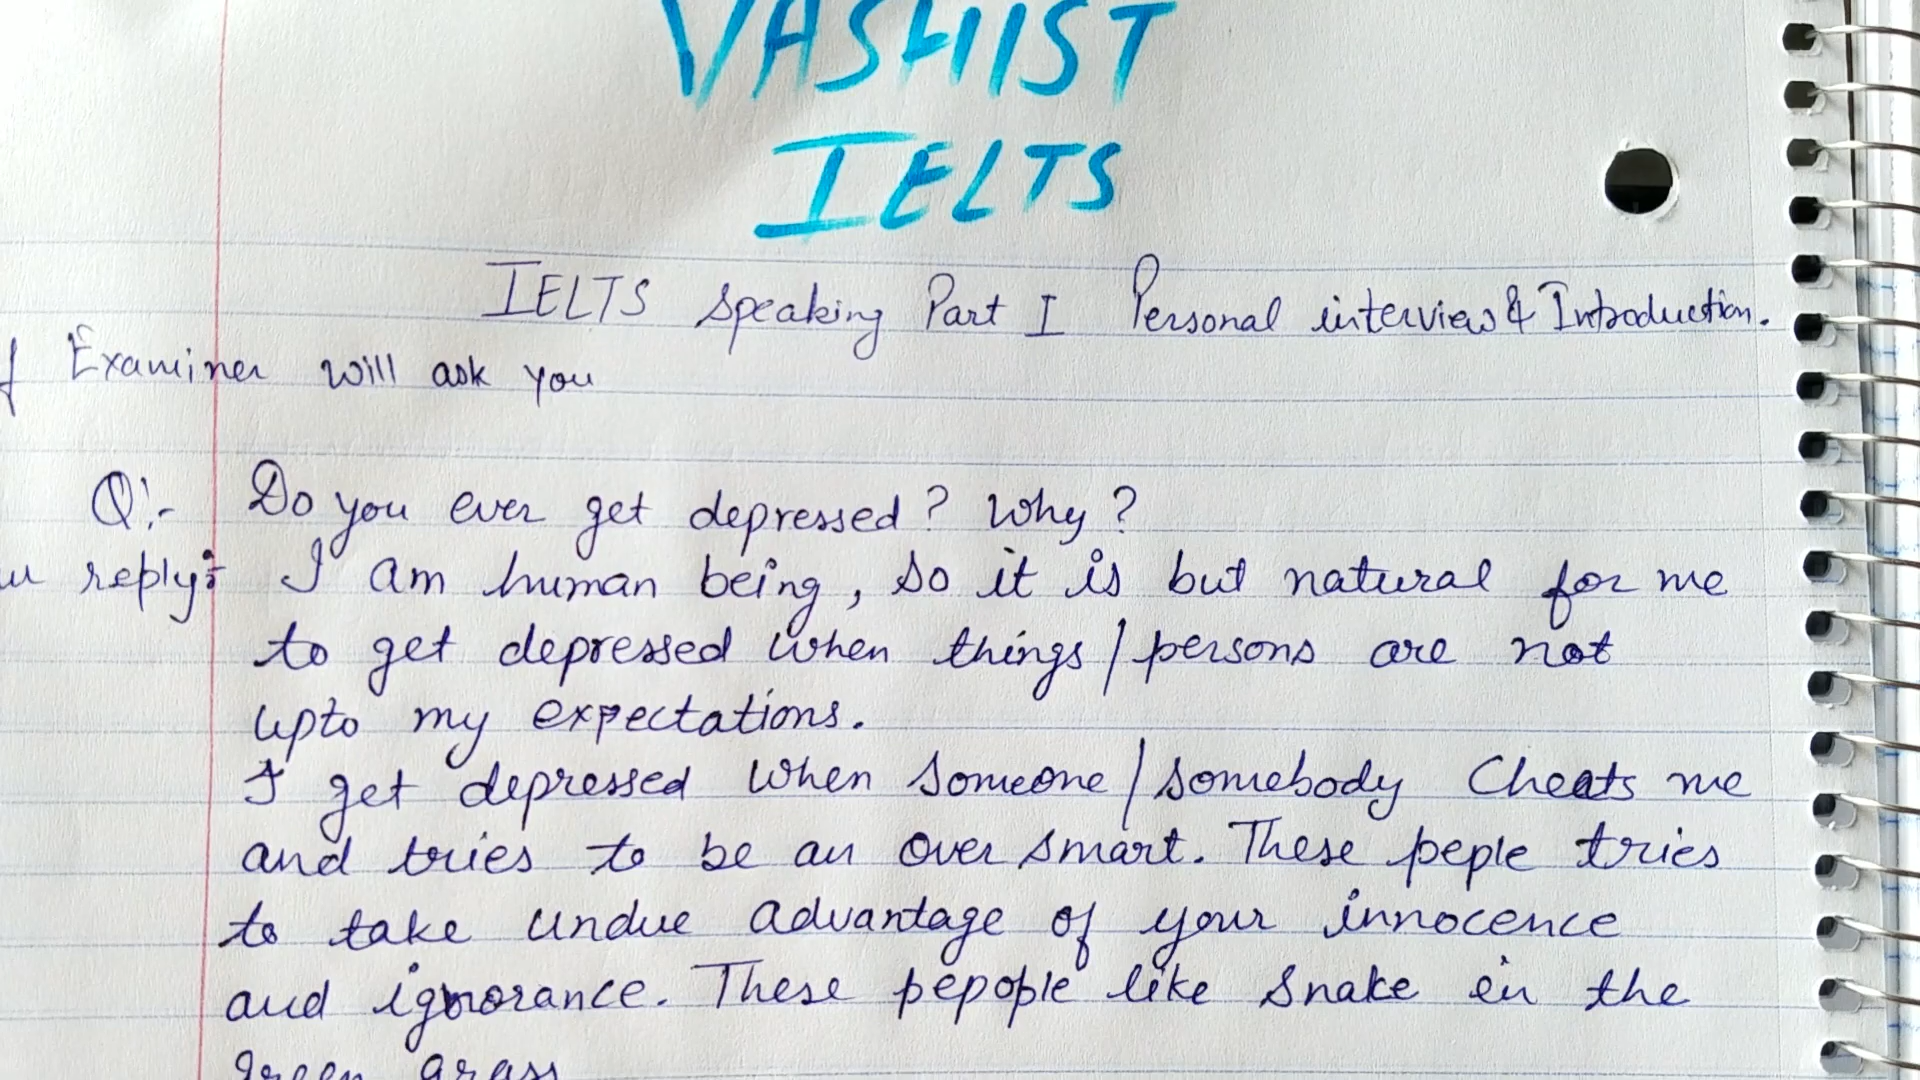 VASHIST
IELTS
IELTS speaking Part I Personal interview & Introduction.
f Examiner will ask you
Q:- Do you ever get depressed? Why?
u reply:- I am human being, so it is but natural for me
to get depressed when things/persons are not
upto my expectations.
I get depressed when someone/somebody Cheats me
and tries to be an over smart. These peple tries
to take undue advantage of your innocence
and ignorance. These pepople like snake in the
green grass